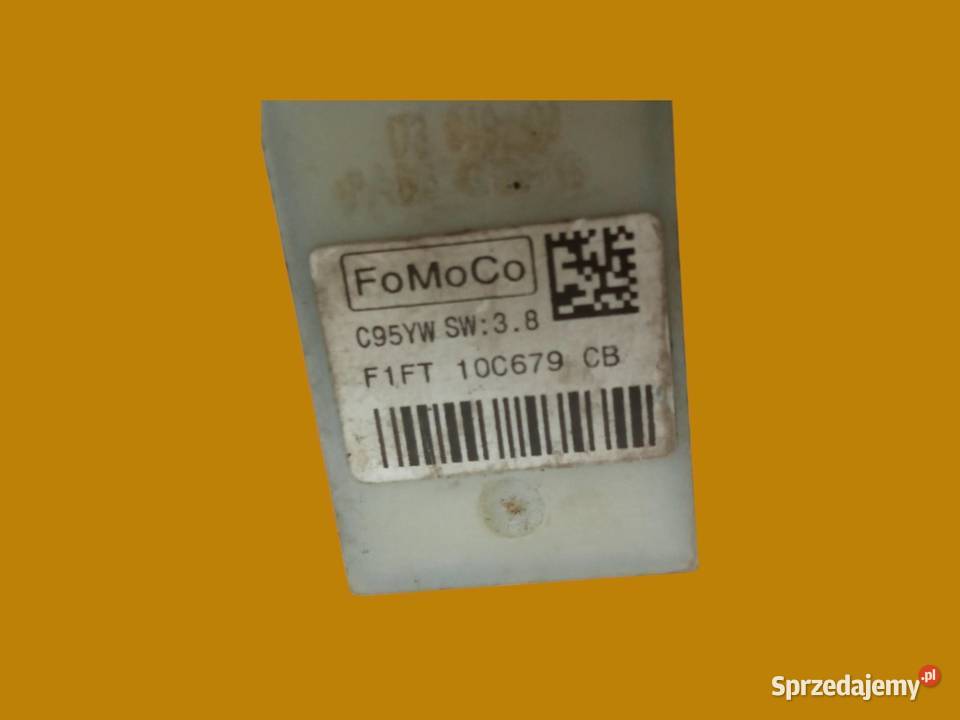 FoMoCo
C95YW SW:3.8
F1FT 10C679 CB
Sprzedajemy.pl